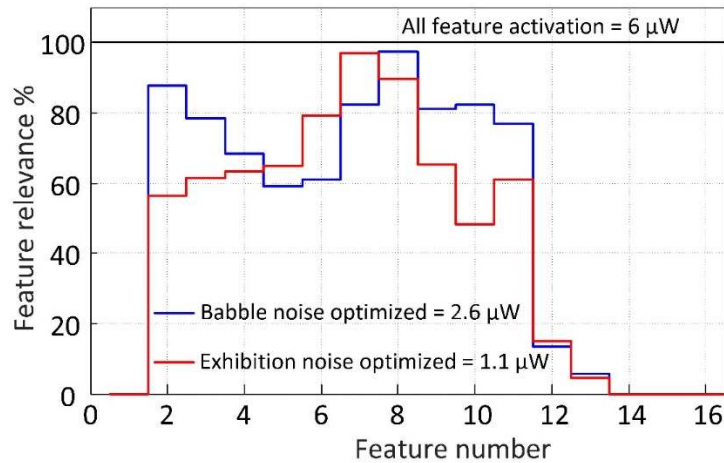 All feature activation = 6 µW
100
80
60
40
20
0
Feature relevance %
Babble noise optimized = 2.6 µW
Exhibition noise optimized = 1.1 µW
0 2 4 6 8 10 12 14 16
Feature number